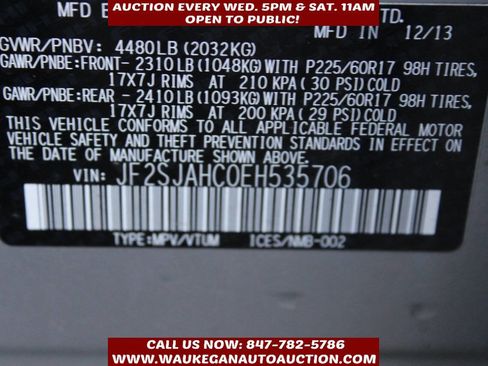 AUCTION EVERY WED. 5PM & SAT. 11AM
OPEN TO THE PUBLIC
MFD B
LTD.
MFD IN 12/13
GVWR/PNBV: 4480LB (2032KG)
GAWR/PNBE:FRONT-2310LB(1048KG)WITH P225/60R17 98H TIRES,
17X7J RIMS AT 210 KPA(30 PSI)COLD
GAWR/PNBE:REAR -2410LB(1093KG)WITH P225/60R17 98H TIRES,
17X7J RIMS AT 200 KPA(29 PSI)COLD
THIS VEHICLE CONFORMS TO ALL APPLICABLE FEDERAL MOTOR
VEHICLE SAFETY AND THEFT PREVENTION STANDARDS IN EFFECT
ON THE DATE OF MANUFACTURE SHOWN ABOVE.
VIN: JF2SJAHC0EH535706
TYPE:MPV/VTUM ICES/NMB-002
CALL US NOW: 847-782-5786
WWW.WAUKEGANAUTOAUCTION.COM